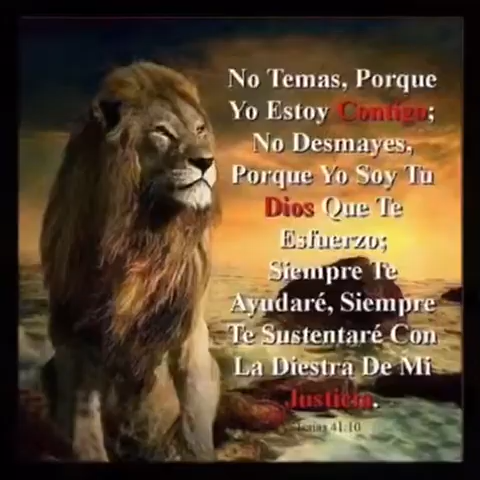 No Temas, Porque
Yo Estoy Contigo;
No Desmayes,
Porque Yo Soy Tu
Dios Que Te
Esfuerzo;
Siempre Te
Ayudaré, Siempre
Te Sustentaré Con
La Diestra De Mi
Justicia.
Isaías 41:10